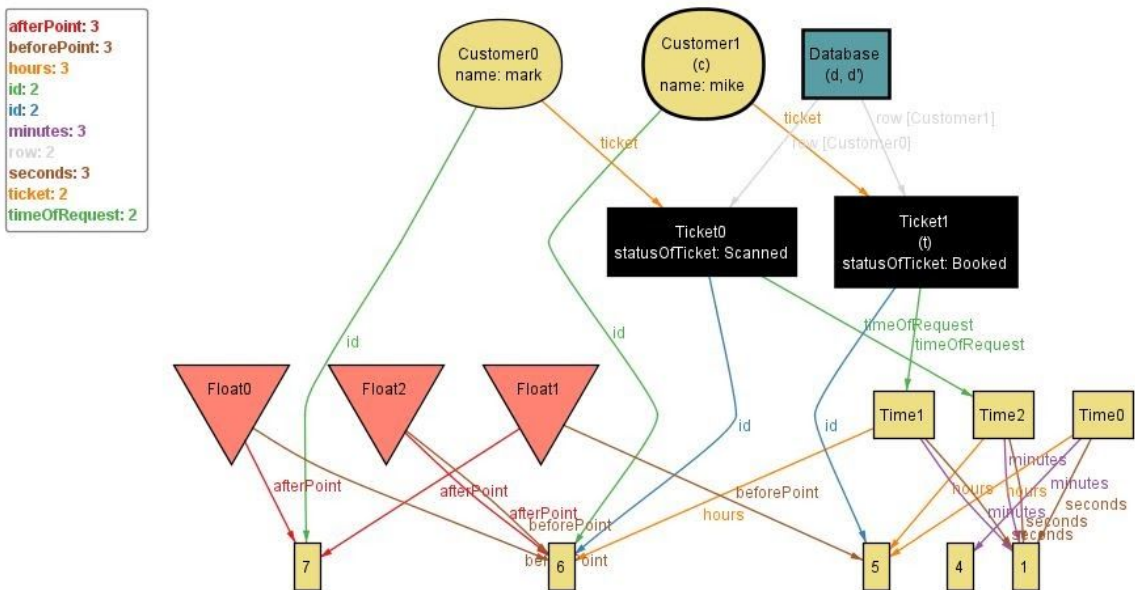 afterPoint: 3
beforePoint: 3
hours: 3
id: 2
id: 2
minutes: 3
row: 2
seconds: 3
ticket: 2
timeOfRequest: 2
Customer0
name: mark
Customer1
(c)
name: mike
Database
(d, d')
ticket
ticket
row [Customer1]
row [Customer0]
Ticket0
statusOfTicket: Scanned
Ticket1
(t)
statusOfTicket: Booked
id
id
timeOfRequest
timeOfRequest
Float0
Float2
Float1
Time1
Time2
Time0
id
id
afterPoint
afterPoint
afterPoint
beforePoint
beforePoint
beforePoint
hours
hours
hours
minutes
minutes
minutes
seconds
seconds
seconds
7
6
5
4
1